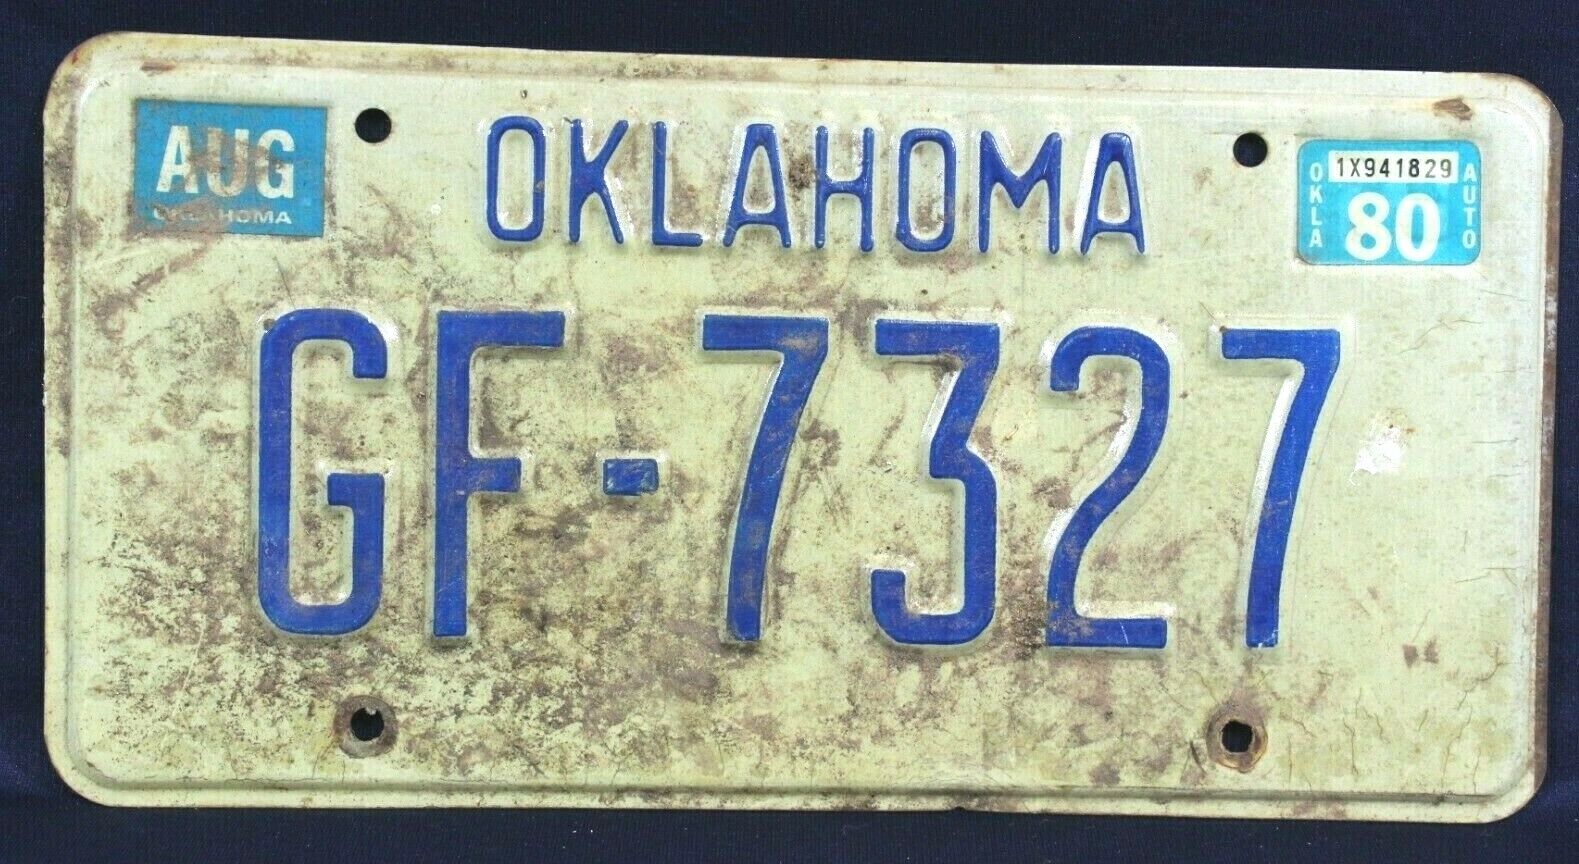 AUG
OKLAHOMA
OKLAHOMA
OKLA
1X941829
80
AUTO
GF-7327